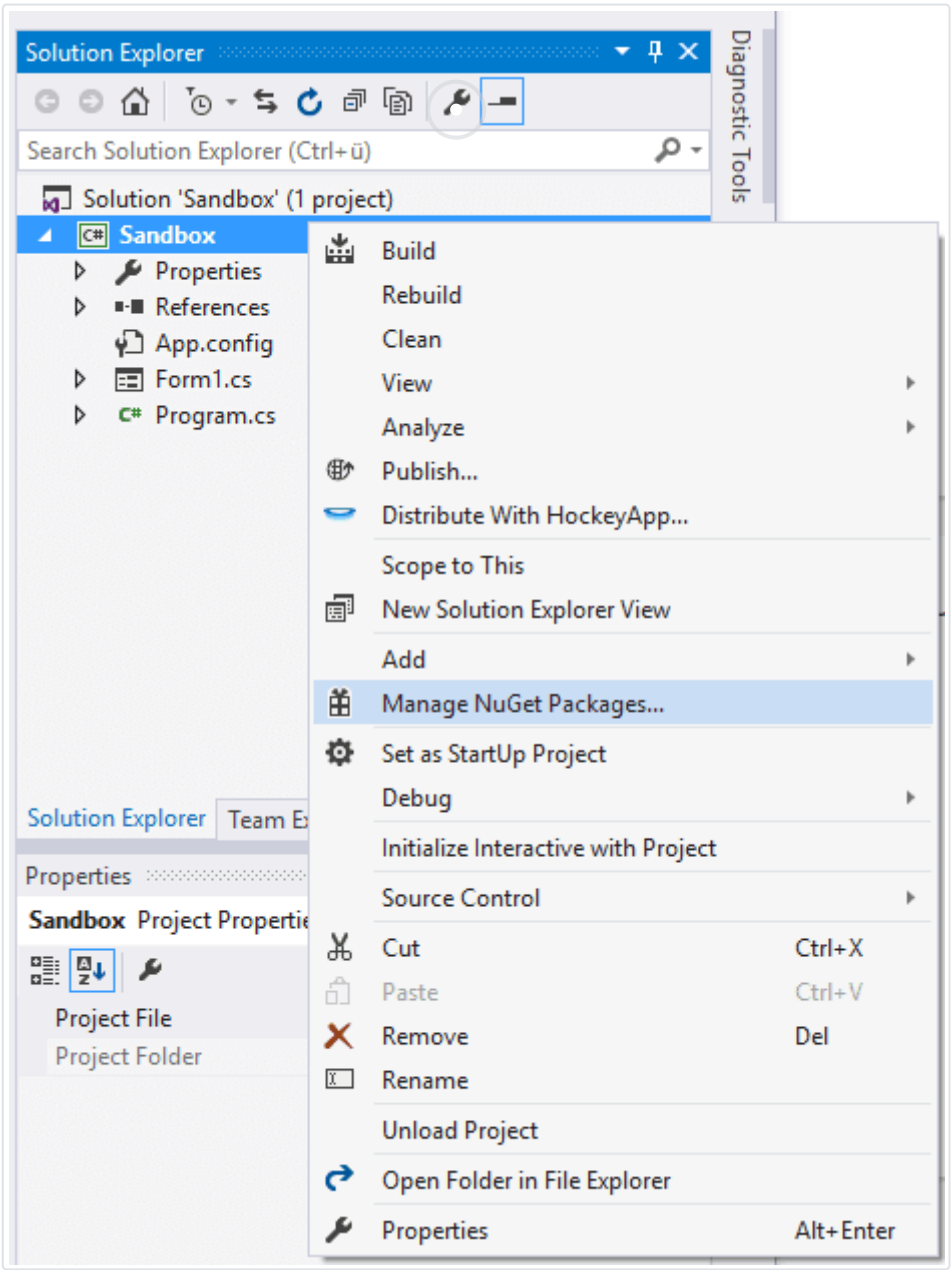 Solution Explorer
Diagnostic Tools
Search Solution Explorer (Ctrl+ü)
Solution 'Sandbox' (1 project)
C# Sandbox
Properties
References
App.config
Form1.cs
C# Program.cs
Build
Rebuild
Clean
View
Analyze
Publish...
Distribute With HockeyApp...
Scope to This
New Solution Explorer View
Add
Manage NuGet Packages...
Set as StartUp Project
Debug
Initialize Interactive with Project
Source Control
Cut Ctrl+X
Paste Ctrl+V
Remove Del
Rename
Unload Project
Open Folder in File Explorer
Properties Alt+Enter
Solution Explorer Team Ex
Properties
Sandbox Project Propertie
Project File
Project Folder